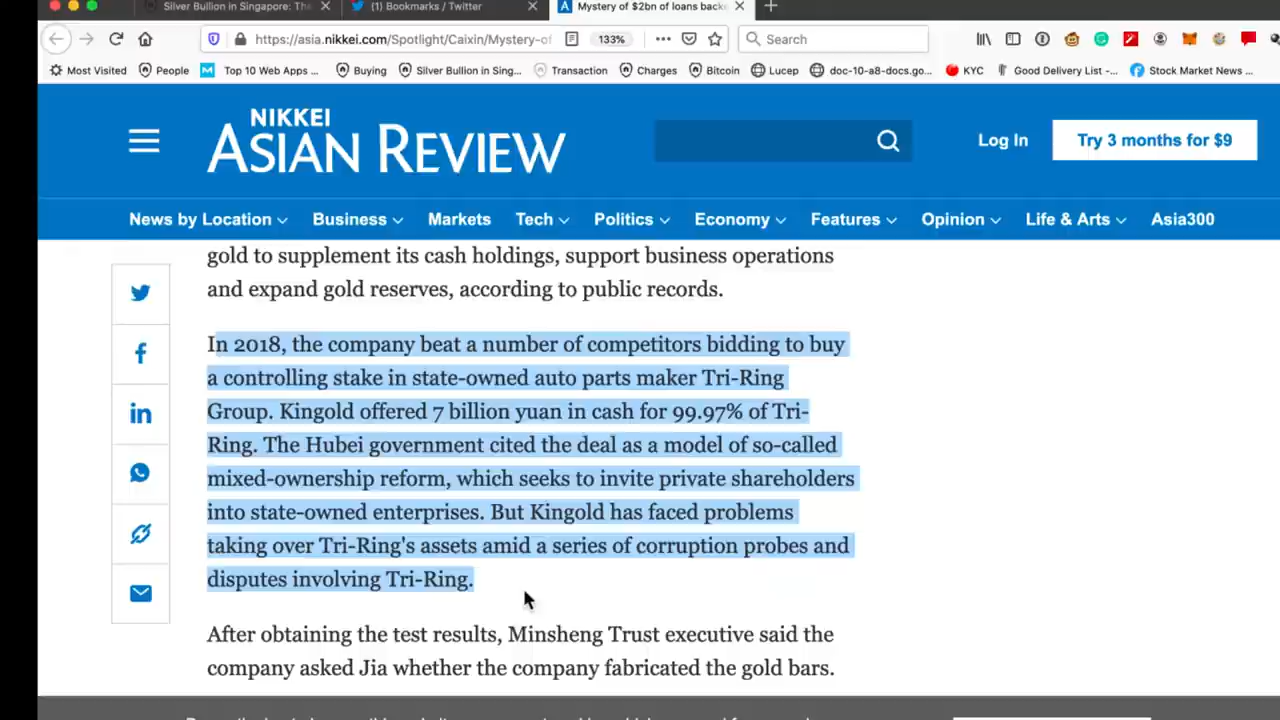 Silver Bullion in Singapore: The
(1) Bookmarks / Twitter
Mystery of $2bn of loans back
https://asia.nikkei.com/Spotlight/Caixin/Mystery-of
133%
Search
Most Visited
People
Top 10 Web Apps ...
Buying
Silver Bullion in Sing...
Transaction
Charges
Bitcoin
Lucep
doc-10-a8-docs.go...
KYC
Good Delivery List -...
Stock Market News ...
NIKKEI
ASIAN REVIEW
Log In
Try 3 months for $9
News by Location
Business
Markets
Tech
Politics
Economy
Features
Opinion
Life & Arts
Asia300
gold to supplement its cash holdings, support business operations
and expand gold reserves, according to public records.
In 2018, the company beat a number of competitors bidding to buy
a controlling stake in state-owned auto parts maker Tri-Ring
Group. Kingold offered 7 billion yuan in cash for 99.97% of Tri-
Ring. The Hubei government cited the deal as a model of so-called
mixed-ownership reform, which seeks to invite private shareholders
into state-owned enterprises. But Kingold has faced problems
taking over Tri-Ring's assets amid a series of corruption probes and
disputes involving Tri-Ring.
After obtaining the test results, Minsheng Trust executive said the
company asked Jia whether the company fabricated the gold bars.